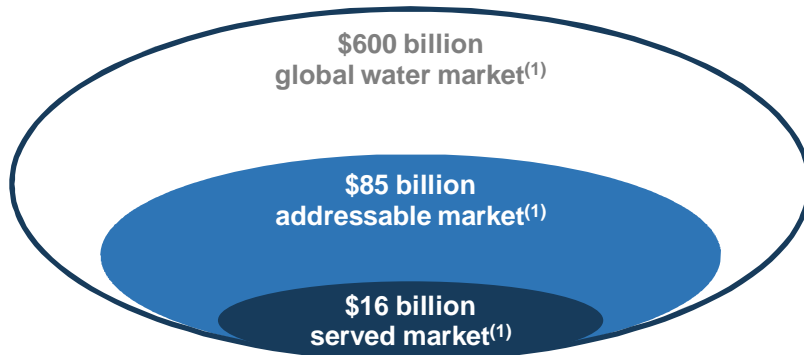 $600 billion
global water market(1)
$85 billion
addressable market(1)
$16 billion
served market(1)